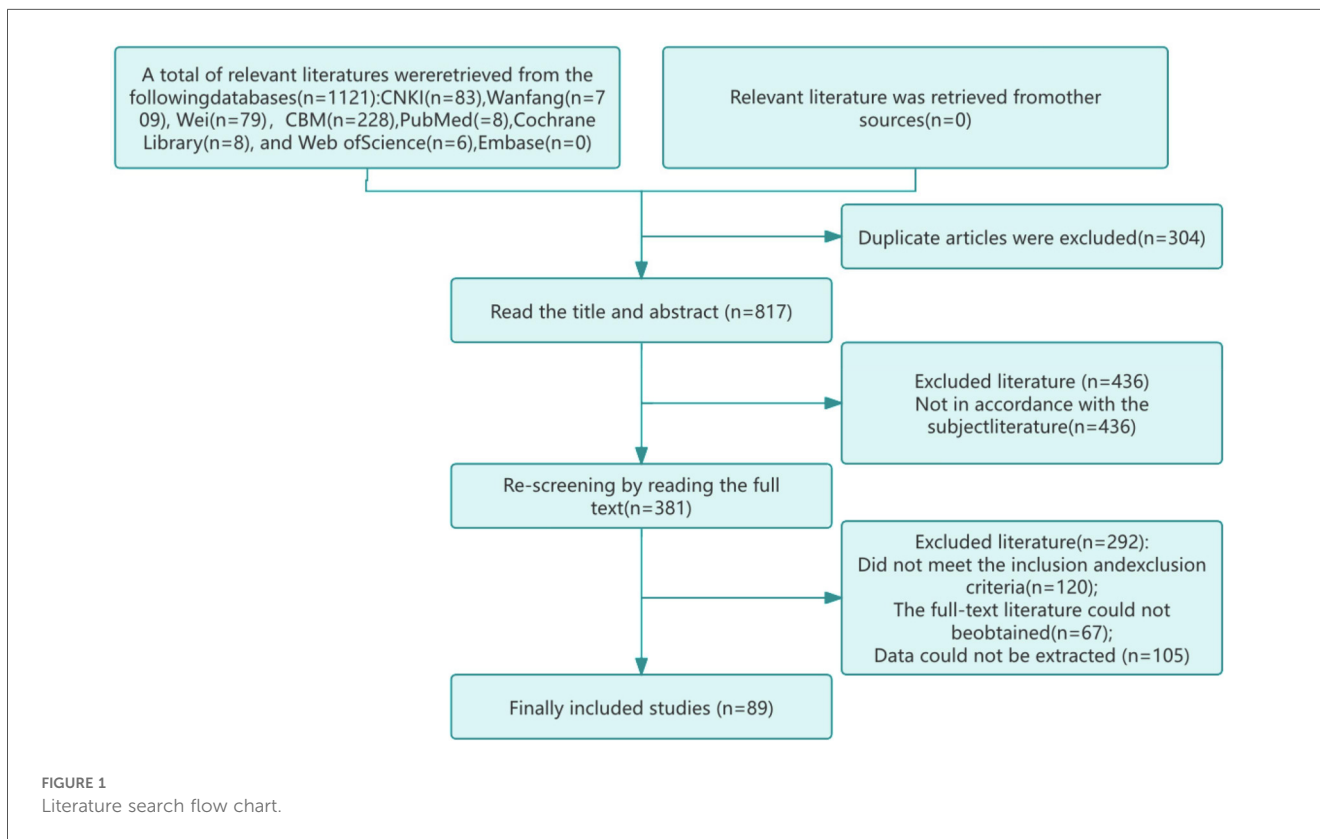 A total of relevant literatures wereretrieved from the
followingdatabases(n=1121):CNKI(n=83),Wanfang(n=7
09), Wei(n=79),  CBM(n=228),PubMed(=8),Cochrane
Library(n=8), and Web ofScience(n=6),Embase(n=0)
Relevant literature was retrieved fromother
sources(n=0)
Duplicate articles were excluded(n=304)
Read the title and abstract (n=817)
Excluded literature (n=436)
Not in accordance with the
subjectliterature(n=436)
Re-screening by reading the full
text(n=381)
Excluded literature(n=292):
Did not meet the inclusion andexclusion
criteria(n=120);
The full-text literature could not
beobtained(n=67);
Data could not be extracted (n=105)
Finally included studies (n=89)
FIGURE 1
Literature search flow chart.